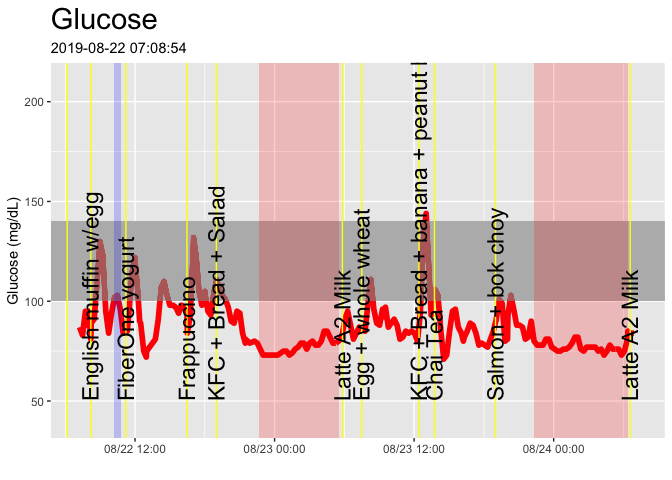 Glucose
2019-08-22 07:08:54
Glucose (mg/dL)
200
150
100
50
English muffin w/egg
FiberOne yogurt
Frappucino
KFC + Bread + Salad
Latte A2 Milk
Egg + whole wheat
KFC + Bread + banana + peanut
Chai Tea
Salmon + bok choy
Latte A2 Milk
08/22 12:00
08/23 00:00
08/23 12:00
08/24 00:00